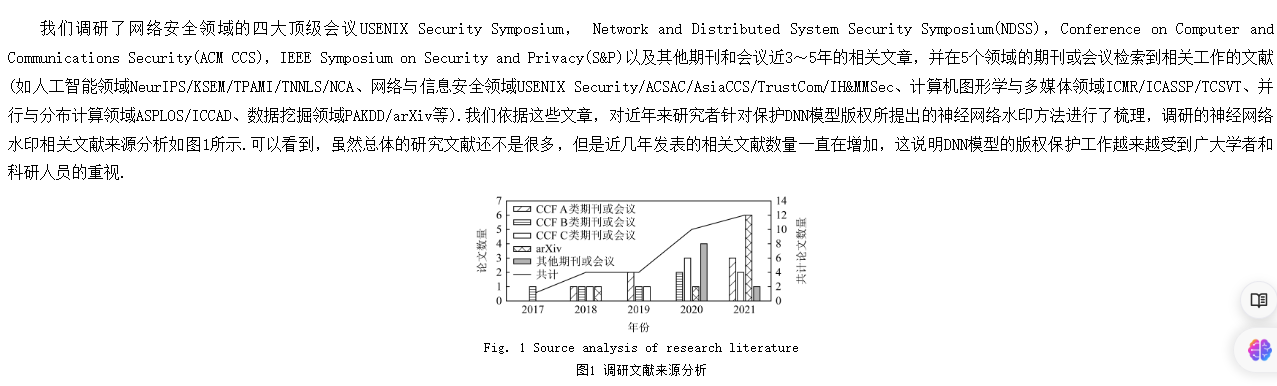 我们调研了网络安全领域的四大顶级会议USENIX Security Symposium， Network and Distributed System Security Symposium(NDSS)，Conference on Computer and
Communications Security(ACM CCS)，IEEE Symposium on Security and Privacy(S&P)以及其他期刊和会议近3～5年的相关文章，并在5个领域的期刊或会议检索到相关工作的文献
(如人工智能领域NeurIPS/KSEM/TPAMI/TNNLS/NCA、网络与信息安全领域USENIX Security/ACSAC/AsiaCCS/TrustCom/IH&MMSec、计算机图形学与多媒体领域ICMR/ICASSP/TCSVT、并
行与分布计算领域ASPLOS/ICCAD、数据挖掘领域PAKDD/arXiv等).我们依据这些文章，对近年来研究者针对保护DNN模型版权所提出的神经网络水印方法进行了梳理，调研的神经网络
水印相关文献来源分析如图1所示.可以看到，虽然总体的研究文献还不是很多，但是近几年发表的相关文献数量一直在增加，这说明DNN模型的版权保护工作越来越受到广大学者和
科研人员的重视.
论文数量
7
6
5
4
3
2
1
0
CCF A类期刊或会议
CCF B类期刊或会议
CCF C类期刊或会议
arXiv
其他期刊或会议
共计
14
12
10
8
6
4
2
0
共计论文数量
2017 2018 2019 2020 2021
年份
Fig. 1 Source analysis of research literature
图1 调研文献来源分析